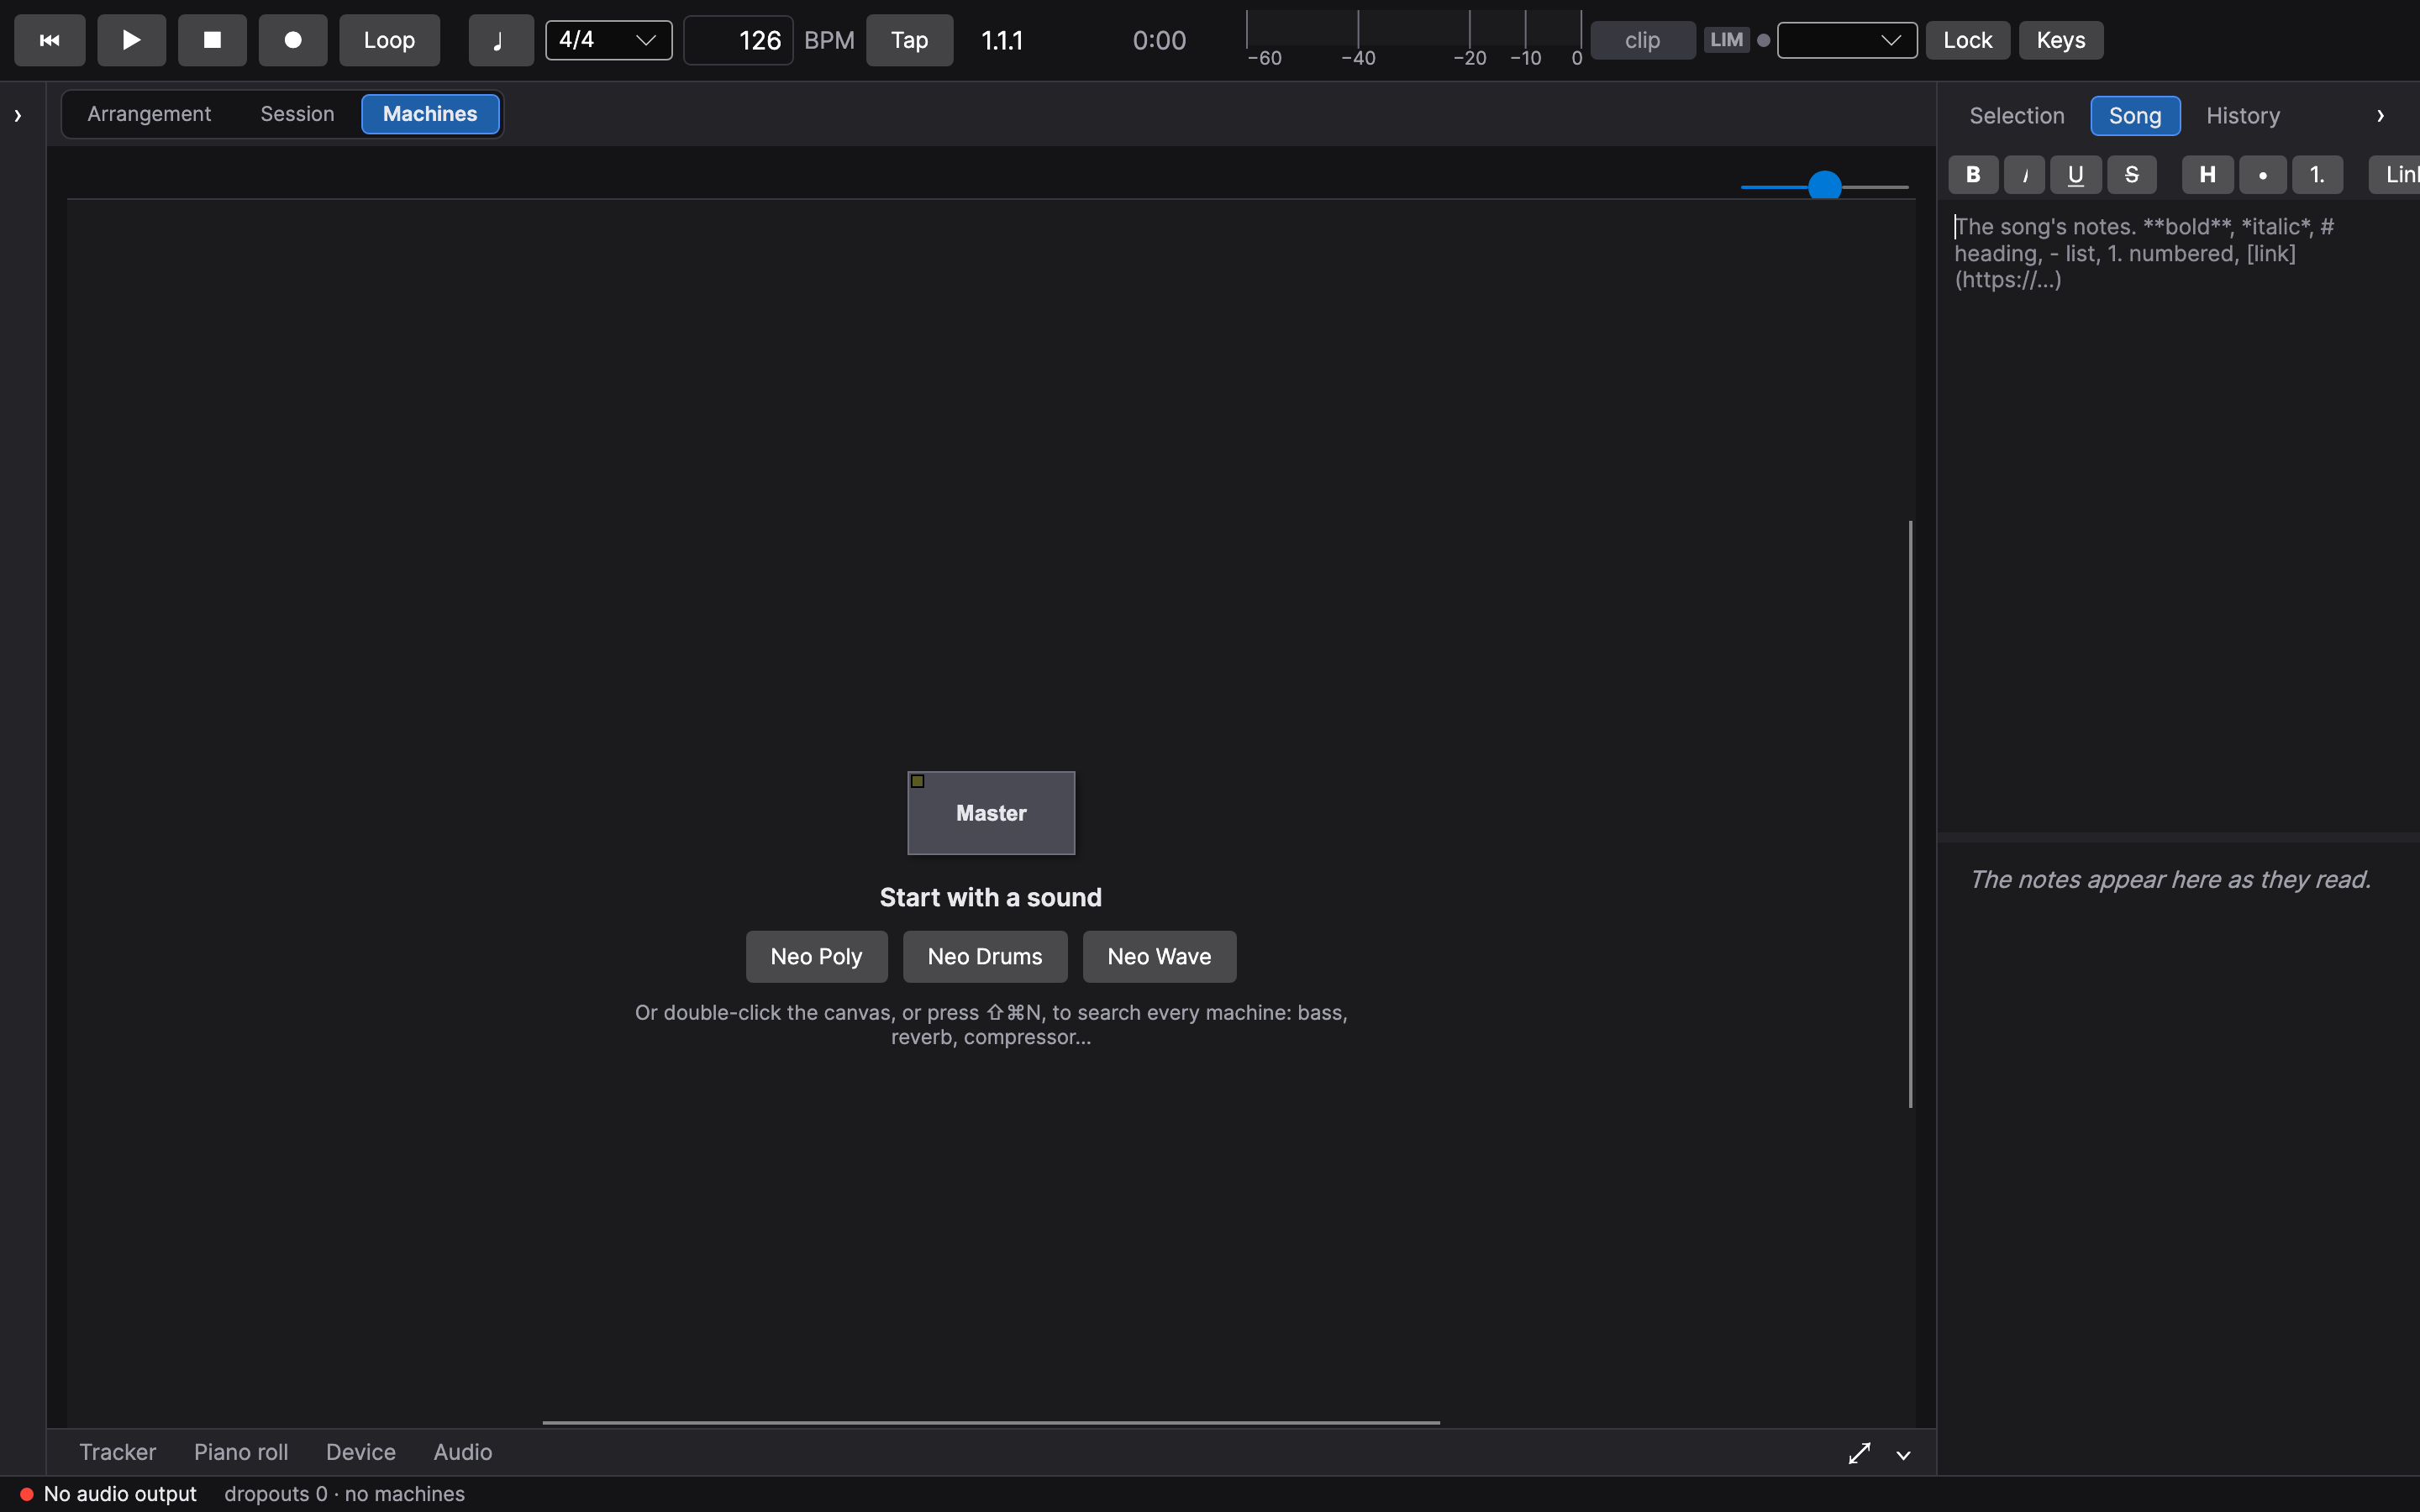 Loop
4/4
126 BPM
Tap
1.1.1
0:00
−60 −40 −20 −10 0
clip
LIM
Lock
Keys
Arrangement
Session
Machines
Selection
Song
History
B
I
U
S
H
•
1.
Lin
The song's notes. **bold**, *italic*, #
heading, - list, 1. numbered, [link]
(https://...)
Master
Start with a sound
Neo Poly
Neo Drums
Neo Wave
Or double-click the canvas, or press ⇧⌘N, to search every machine: bass,
reverb, compressor...
The notes appear here as they read.
Tracker
Piano roll
Device
Audio
No audio output
dropouts 0 · no machines